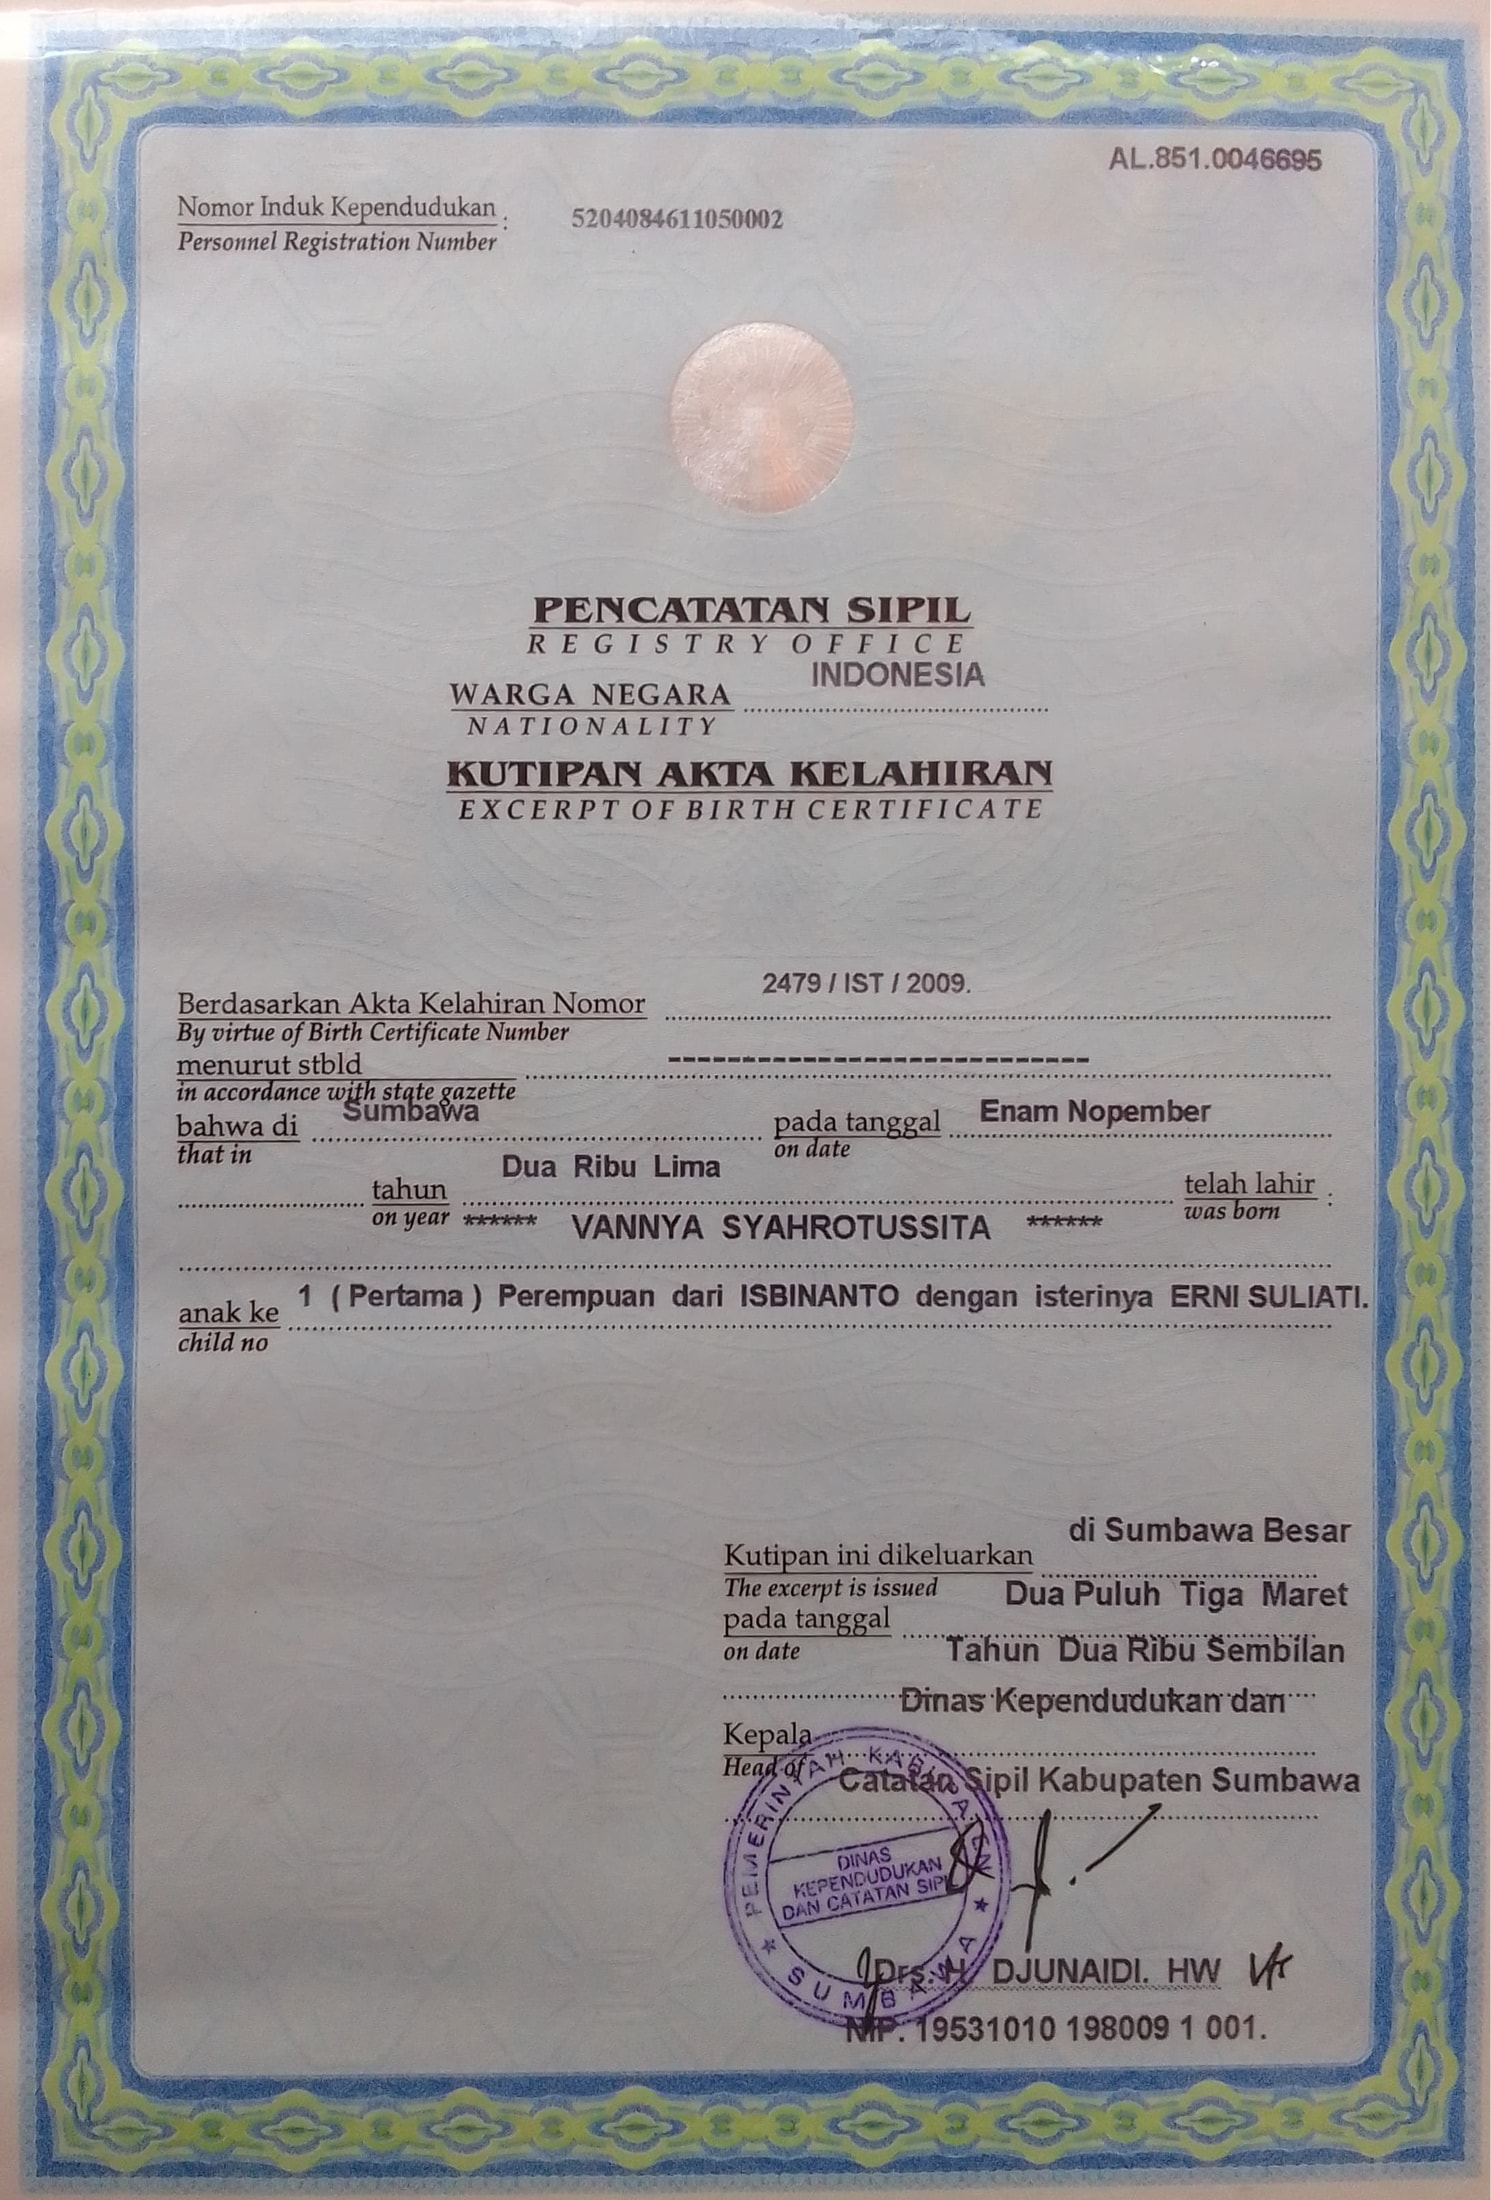 AL.851.0046695
Nomor Induk Kependudukan : 5204084611050002
Personnel Registration Number
PENCATATAN SIPIL
REGISTRY OFFICE
WARGA NEGARA INDONESIA
NATIONALITY
KUTIPAN AKTA KELAHIRAN
EXCERPT OF BIRTH CERTIFICATE
Berdasarkan Akta Kelahiran Nomor 2479 / IST / 2009.
By virtue of Birth Certificate Number
menurut stbld ----------------------------
in accordance with state gazette
bahwa di Sumbawa pada tanggal Enam Nopember
that in on date
tahun Dua Ribu Lima telah lahir :
on year was born
****** VANNYA SYAHROTUSSITA ******
anak ke 1 ( Pertama ) Perempuan dari ISBINANTO dengan isterinya ERNI SULIATI.
child no
Kutipan ini dikeluarkan di Sumbawa Besar
The excerpt is issued
pada tanggal Dua Puluh Tiga Maret
on date Tahun Dua Ribu Sembilan
Dinas Kependudukan dan
Kepala
Head of Catatan Sipil Kabupaten Sumbawa
PEMERINTAH KABUPATEN
DINAS
KEPENDUDUKAN
DAN CATATAN SIPIL
SUMBAWA
Drs. H. DJUNAIDI. HW
NIP. 19531010 198009 1 001.